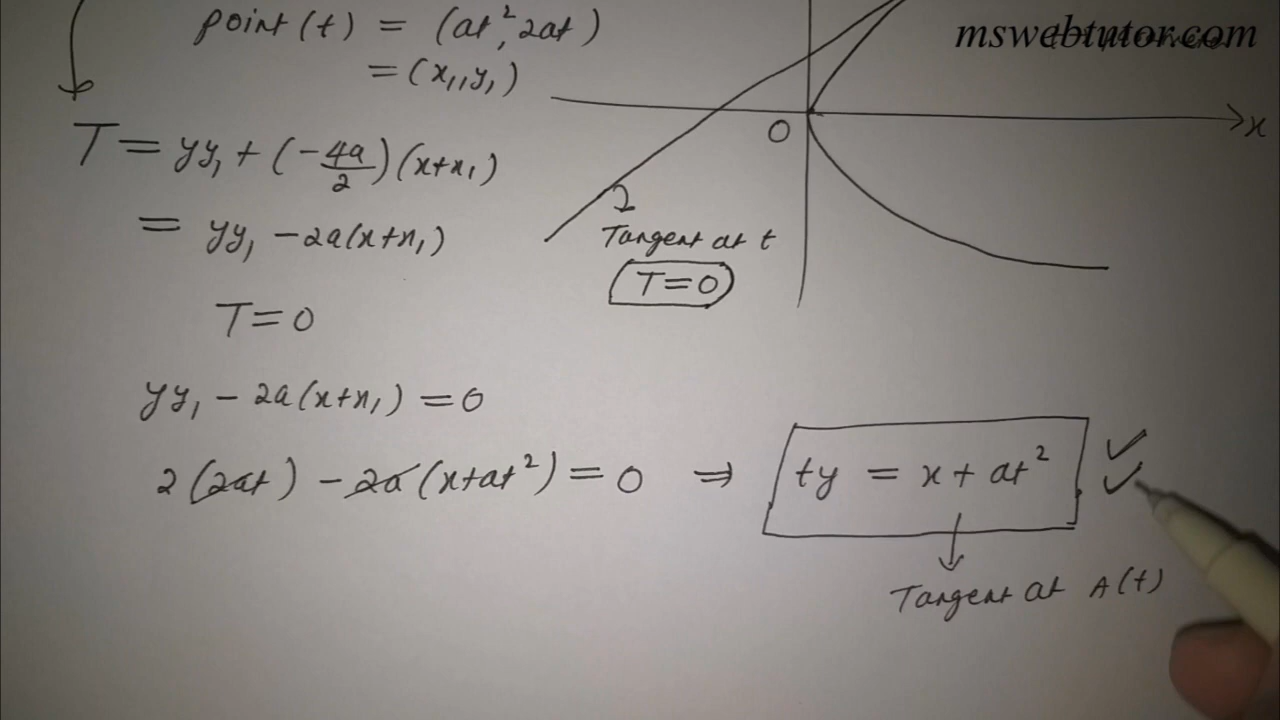 point(t) = (at², 2at)
= (x₁, y₁)
mswebtutor.com
T = yy₁ + (-4a/2)(x+x₁)
= yy₁ - 2a(x+x₁)
x
O
Tangent at t
T=0
T=0
yy₁ - 2a(x+x₁) = 0
2(2at) - 2a(x+at²) = 0 ⇒ ty = x + at²
Tangent at A(t)